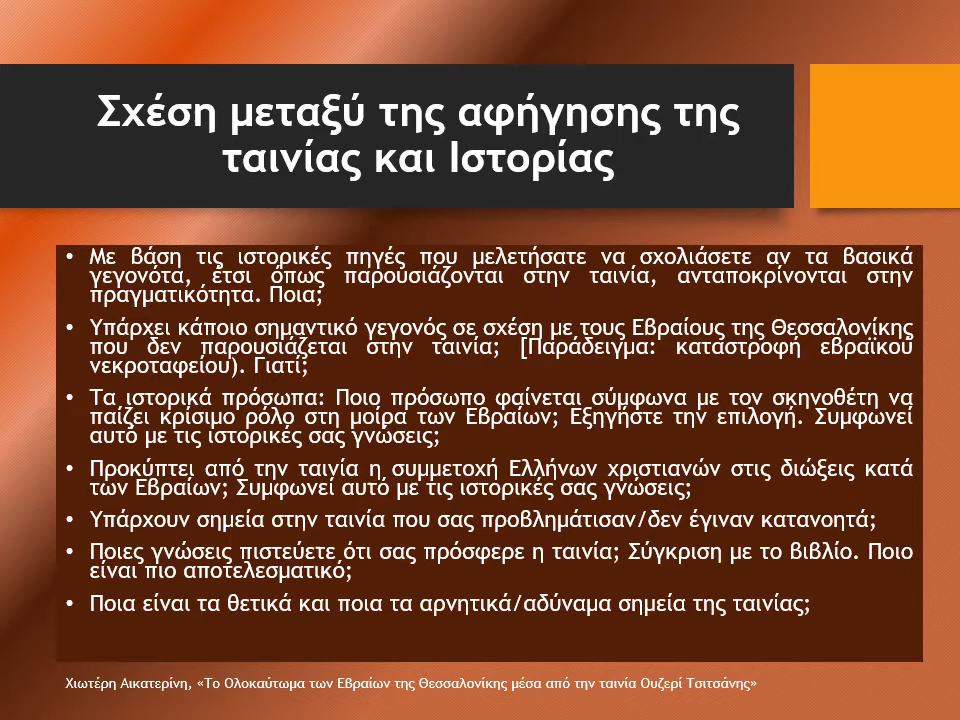 Σχέση μεταξύ της αφήγησης της
ταινίας και Ιστορίας
• Με βάση τις ιστορικές πηγές που μελετήσατε να σχολιάσετε αν τα βασικά
γεγονότα, έτσι όπως παρουσιάζονται στην ταινία, ανταποκρίνονται στην
πραγματικότητα. Ποια;
• Υπάρχει κάποιο σημαντικό γεγονός σε σχέση με τους Εβραίους της Θεσσαλονίκης
που δεν παρουσιάζεται στην ταινία; [Παράδειγμα: καταστροφή εβραϊκού
νεκροταφείου). Γιατί;
• Τα ιστορικά πρόσωπα: Ποιο πρόσωπο φαίνεται σύμφωνα με τον σκηνοθέτη να
παίζει κρίσιμο ρόλο στη μοίρα των Εβραίων; Εξηγήστε την επιλογή. Συμφωνεί
αυτό με τις ιστορικές σας γνώσεις;
• Προκύπτει από την ταινία η συμμετοχή Ελλήνων χριστιανών στις διώξεις κατά
των Εβραίων; Συμφωνεί αυτό με τις ιστορικές σας γνώσεις;
• Υπάρχουν σημεία στην ταινία που σας προβλημάτισαν/δεν έγιναν κατανοητά;
• Ποιες γνώσεις πιστεύετε ότι σας πρόσφερε η ταινία; Σύγκριση με το βιβλίο. Ποιο
είναι πιο αποτελεσματικό;
• Ποια είναι τα θετικά και ποια τα αρνητικά/αδύναμα σημεία της ταινίας;
Χιωτέρη Αικατερίνη, «Το Ολοκαύτωμα των Εβραίων της Θεσσαλονίκης μέσα από την ταινία Ουζερί Τσιτσάνης»